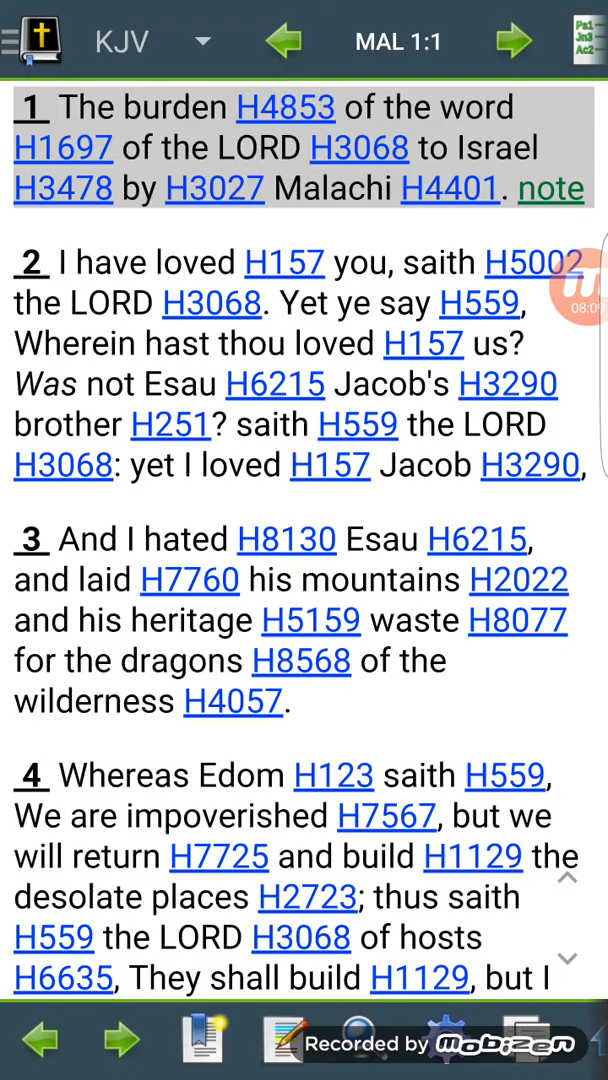 KJV MAL 1:1 Ps1 Jn3 Ac2
1 The burden H4853 of the word
H1697 of the LORD H3068 to Israel
H3478 by H3027 Malachi H4401. note
2 I have loved H157 you, saith H5002
the LORD H3068. Yet ye say H559,
08:09
Wherein hast thou loved H157 us?
Was not Esau H6215 Jacob's H3290
brother H251? saith H559 the LORD
H3068: yet I loved H157 Jacob H3290,
3 And I hated H8130 Esau H6215,
and laid H7760 his mountains H2022
and his heritage H5159 waste H8077
for the dragons H8568 of the
wilderness H4057.
4 Whereas Edom H123 saith H559,
We are impoverished H7567, but we
will return H7725 and build H1129 the
desolate places H2723; thus saith
H559 the LORD H3068 of hosts
H6635, They shall build H1129, but I
Recorded by mobizen